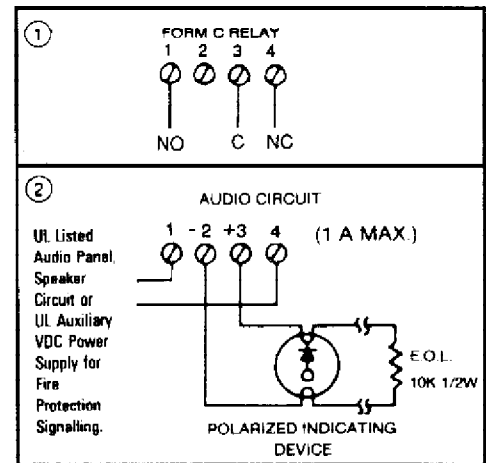 1
FORM C RELAY
1 2 3 4
NO C NC
2
AUDIO CIRCUIT
UL Listed
Audio Panel,
Speaker
Circuit or
UL Auxiliary
VDC Power
Supply for
Fire
Protection
Signalling.
1 - 2 +3 4 (1 A MAX.)
E.O.L.
10K 1/2W
POLARIZED INDICATING
DEVICE